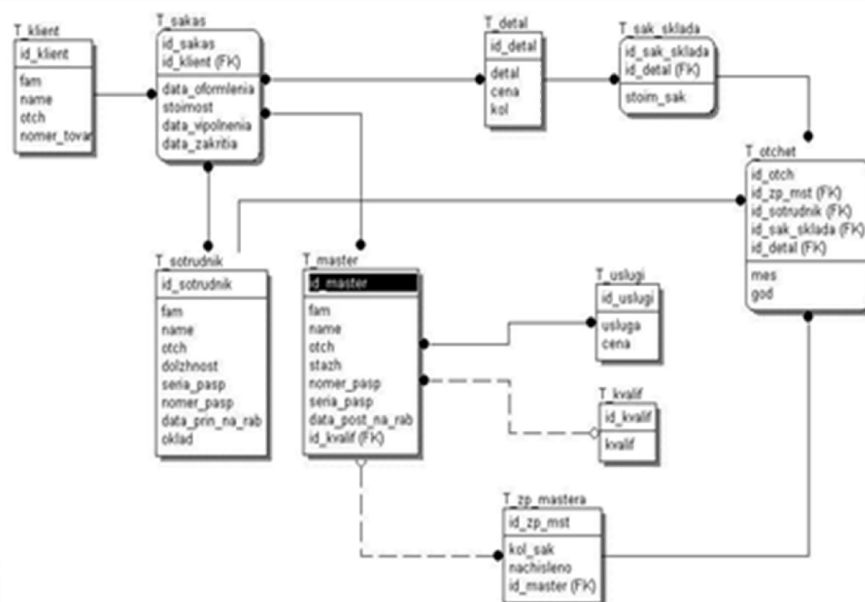 T_klient
id_klient
fam
name
otch
nomer_tovar
T_sakas
id_sakas
id_klient (FK)
data_oformlenia
stoimost
data_vipolnenia
data_zakritia
T_detal
id_detal
detal
cena
kol
T_sak_sklada
id_sak_sklada
id_detal (FK)
stoim_sak
T_otchet
id_otch
id_zp_mst (FK)
id_sotrudnik (FK)
id_sak_sklada (FK)
id_detal (FK)
mes
god
T_sotrudnik
id_sotrudnik
fam
name
otch
dolzhnost
seria_pasp
nomer_pasp
data_prin_na_rab
oklad
T_master
id_master
fam
name
otch
stazh
nomer_pasp
seria_pasp
data_post_na_rab
id_kvalif (FK)
T_uslugi
id_uslugi
usluga
cena
T_kvalif
id_kvalif
kvalif
T_zp_mastera
id_zp_mst
kol_sak
nachisleno
id_master (FK)